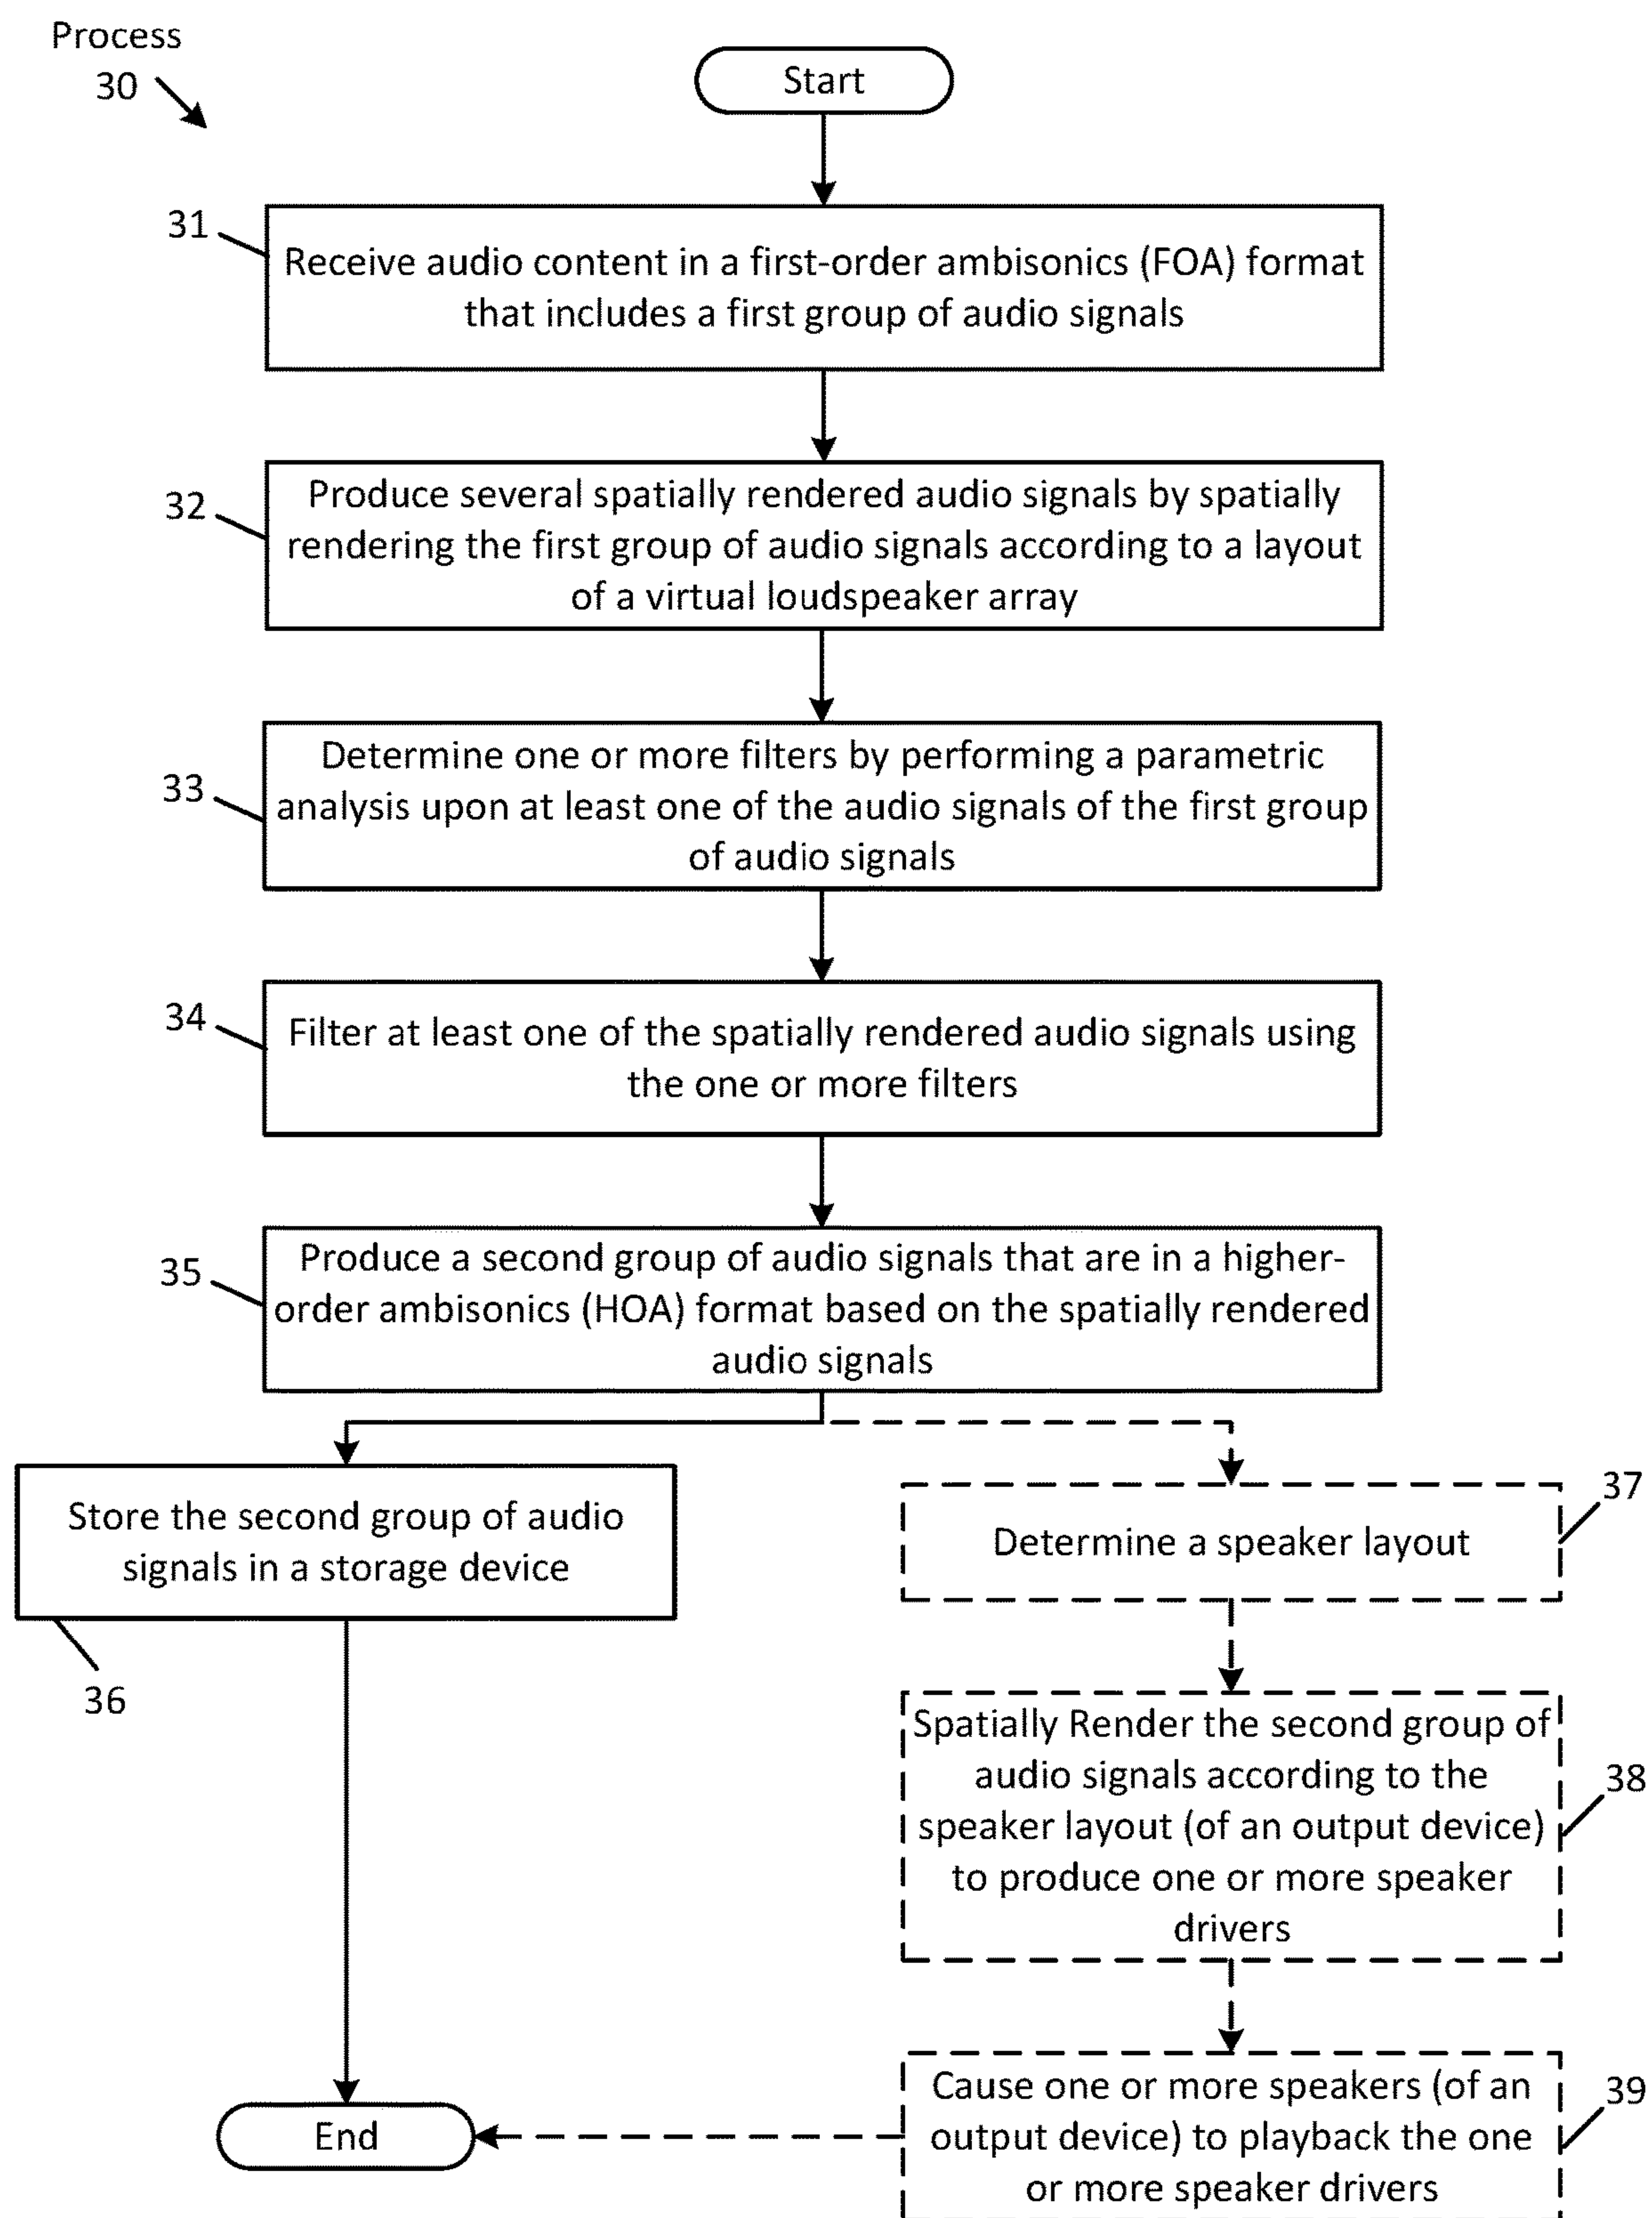 Process
30
Start
31
Receive audio content in a first-order ambisonics (FOA) format
that includes a first group of audio signals
32
Produce several spatially rendered audio signals by spatially
rendering the first group of audio signals according to a layout
of a virtual loudspeaker array
33
Determine one or more filters by performing a parametric
analysis upon at least one of the audio signals of the first group
of audio signals
34
Filter at least one of the spatially rendered audio signals using
the one or more filters
35
Produce a second group of audio signals that are in a higher-
order ambisonics (HOA) format based on the spatially rendered
audio signals
Store the second group of audio
signals in a storage device
36
37
Determine a speaker layout
Spatially Render the second group of
audio signals according to the
speaker layout (of an output device)
to produce one or more speaker
drivers
38
Cause one or more speakers (of an
output device) to playback the one
or more speaker drivers
39
End